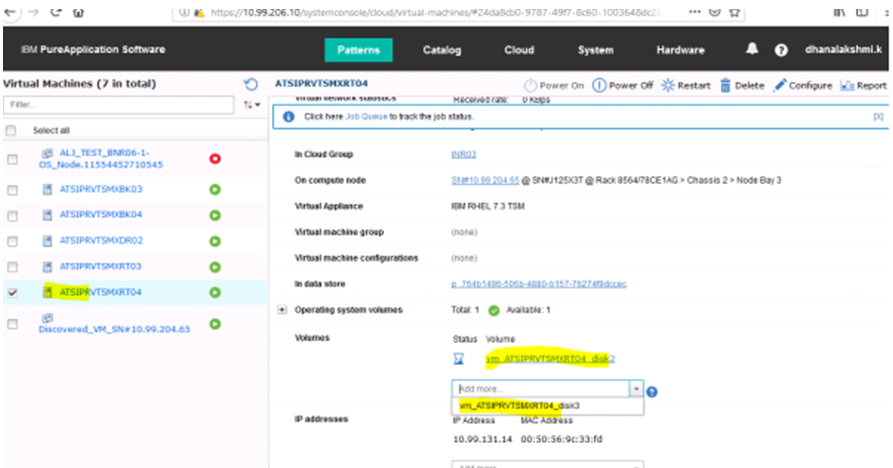 https://10.99.206.10/systemconsole/cloud/virtual-machines/#24da8db0-9787-49f7-8c60-1003648dc25
IBM PureApplication Software
Patterns
Catalog
Cloud
System
Hardware
dhanalakshmi.k
Virtual Machines (7 in total)
ATSIPRVTSMXRT04
Power On
Power Off
Restart
Delete
Configure
Report
Filter...
Select all
ALJ_TEST_BNR06-1-
OS_Node.11554452710545
ATSIPRVTSMXBK03
ATSIPRVTSMXBK04
ATSIPRVTSMXDR02
ATSIPRVTSMXRT03
ATSIPRVTSMXRT04
Discovered_VM_SN#10.99.204.65
Virtual network statistics
Received rate: 0 Kbps
Click here Job Queue to track the job status.
[X]
In Cloud Group
INR03
On compute node
SN#10.99.204.65 @ SN#J125X3T @ Rack 8564/78CE1AG > Chassis 2 > Node Bay 3
Virtual Appliance
IBM RHEL 7.3 TSM
Virtual machine group
(none)
Virtual machine configurations
(none)
In data store
Operating system volumes
Total: 1 Available: 1
Volumes
Status Volume
vm_ATSIPRVTSMXRT04_disk2
Add more...
vm_ATSIPRVTSMXRT04_disk3
IP addresses
IP Address MAC Address
10.99.131.14 00:50:56:9c:33:fd
Add more...